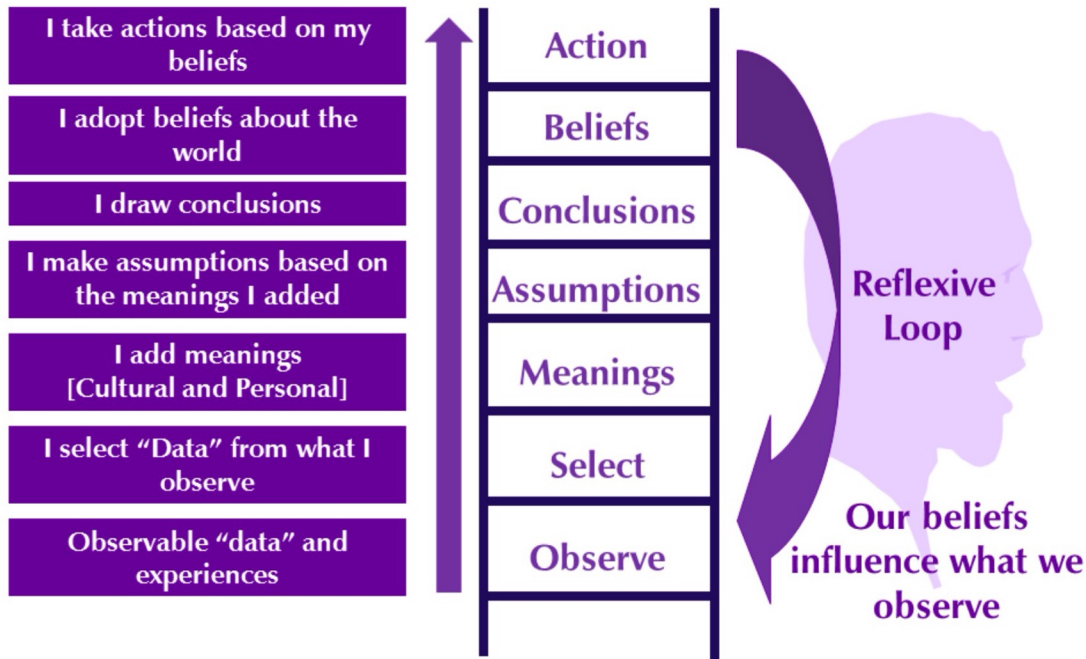 I take actions based on my
beliefs
Action
I adopt beliefs about the
world
Beliefs
I draw conclusions
Conclusions
I make assumptions based on
the meanings I added
Assumptions
Reflexive
Loop
I add meanings
[Cultural and Personal]
Meanings
I select “Data” from what I
observe
Select
Observable “data” and
experiences
Observe
Our beliefs
influence what we
observe